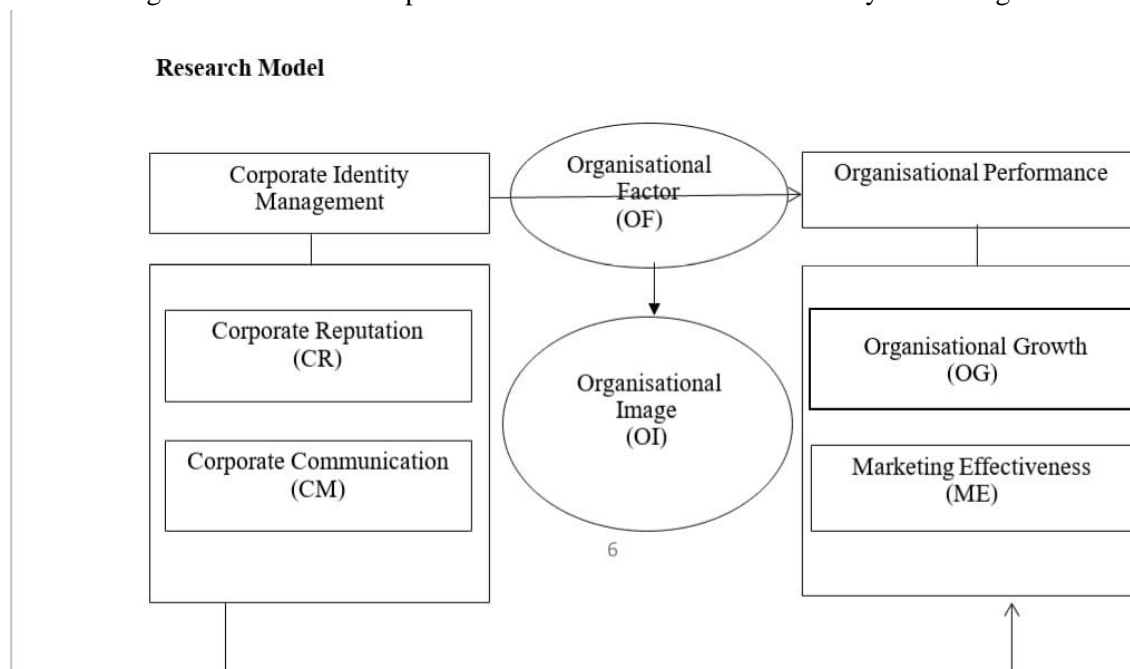 Research Model
Corporate Identity
Management
Organisational
Factor
(OF)
Organisational Performance
Corporate Reputation
(CR)
Corporate Communication
(CM)
Organisational
Image
(OI)
Organisational Growth
(OG)
Marketing Effectiveness
(ME)
6